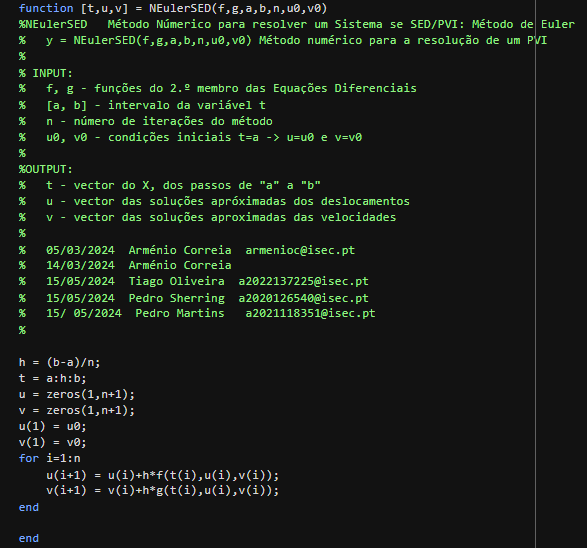 function [t,u,v] = NEulerSED(f,g,a,b,n,u0,v0)
%NEulerSED   Método Númerico para resolver um Sistema se SED/PVI: Método de Euler
%   y = NEulerSED(f,g,a,b,n,u0,v0) Método numérico para a resolução de um PVI
%
% INPUT:
%   f, g - funções do 2.º membro das Equações Diferenciais
%   [a, b] - intervalo da variável t
%   n - número de iterações do método
%   u0, v0 - condições iniciais t=a -> u=u0 e v=v0
%
%OUTPUT:
%   t - vector do X, dos passos de "a" a "b"
%   u - vector das soluções apróximadas dos deslocamentos
%   v - vector das soluções aproximadas das velocidades
%
%   05/03/2024  Arménio Correia  armenioc@isec.pt
%   14/03/2024  Arménio Correia
%   15/05/2024  Tiago Oliveira  a2022137225@isec.pt
%   15/05/2024  Pedro Sherring  a2020126540@isec.pt
%   15/ 05/2024  Pedro Martins   a2021118351@isec.pt
%
h = (b-a)/n;
t = a:h:b;
u = zeros(1,n+1);
v = zeros(1,n+1);
u(1) = u0;
v(1) = v0;
for i=1:n
    u(i+1) = u(i)+h*f(t(i),u(i),v(i));
    v(i+1) = v(i)+h*g(t(i),u(i),v(i));
end
end